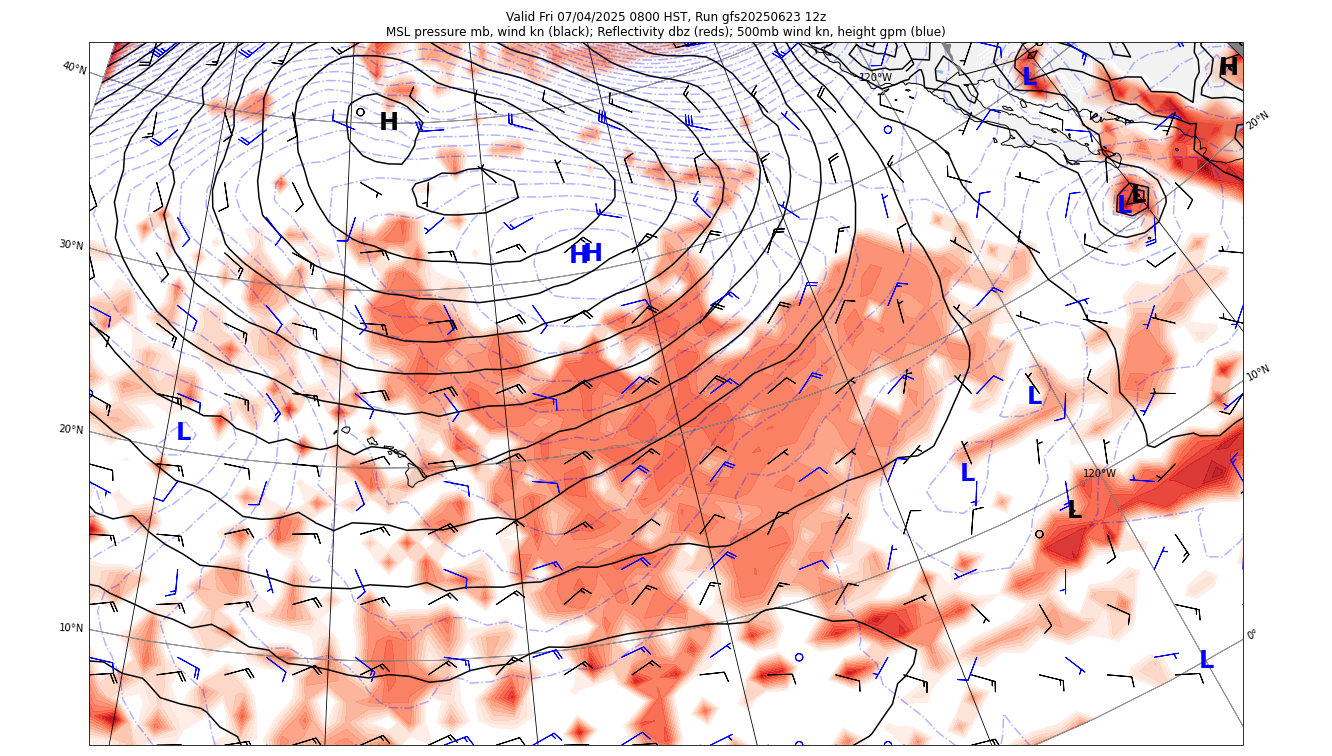 Valid Fri 07/04/2025 0800 HST, Run gfs20250623 12z
MSL pressure mb, wind kn (black); Reflectivity dbz (reds); 500mb wind kn, height gpm (blue)
40°N
120°W
L
H
20°N
H
L
L
30°N
H
H
10°N
L
20°N
L
L
120°W
L
10°N
0°
L